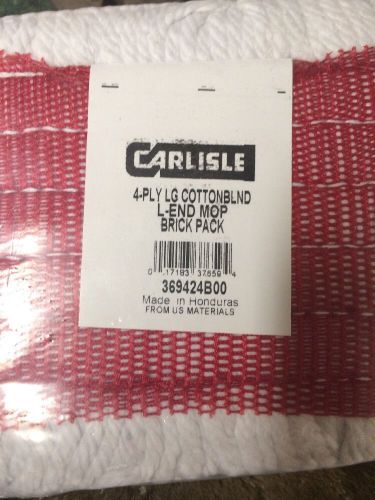 CARLISLE
4-PLY LG COTTONBLND
L-END MOP
BRICK PACK
0 17183 37659 4
369424B00
Made in Honduras
FROM US MATERIALS